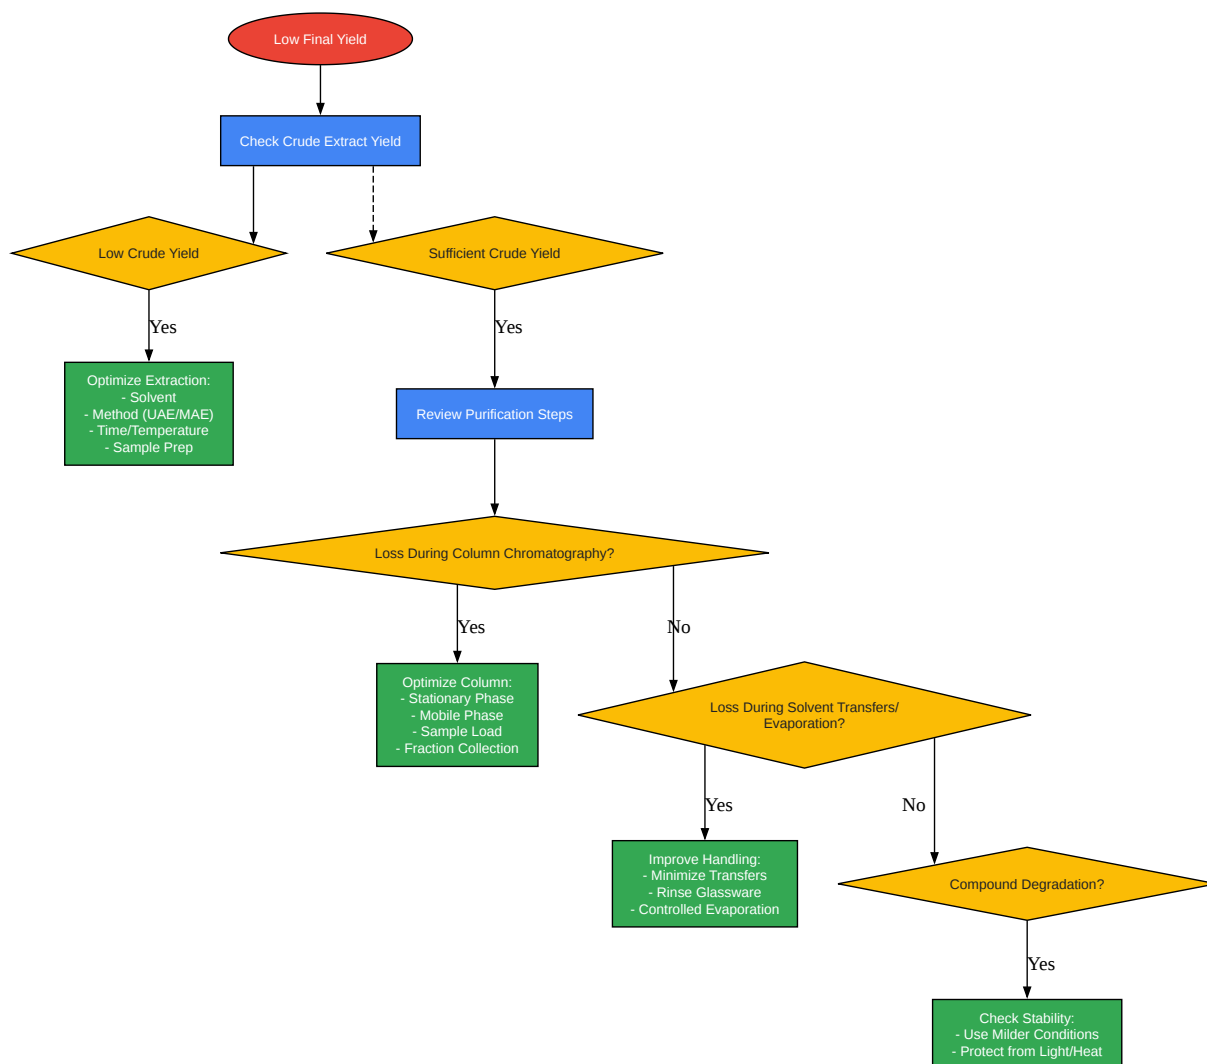 Low Final Yield
Check Crude Extract Yield
Low Crude Yield
Sufficient Crude Yield
Yes
Yes
Optimize Extraction:
- Solvent
- Method (UAE/MAE)
- Time/Temperature
- Sample Prep
Review Purification Steps
Loss During Column Chromatography?
Yes
No
Optimize Column:
- Stationary Phase
- Mobile Phase
- Sample Load
- Fraction Collection
Loss During Solvent Transfers/
Evaporation?
Yes
No
Improve Handling:
- Minimize Transfers
- Rinse Glassware
- Controlled Evaporation
Compound Degradation?
Yes
Check Stability:
- Use Milder Conditions
- Protect from Light/Heat